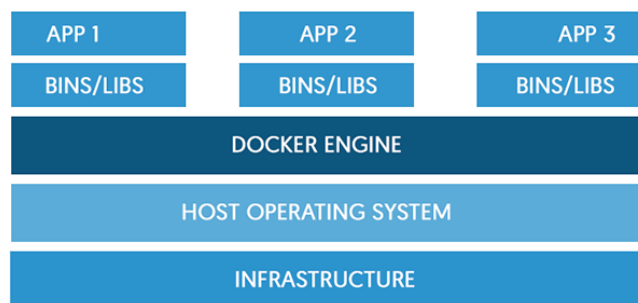 APP 1 APP 2 APP 3
BINS/LIBS BINS/LIBS BINS/LIBS
DOCKER ENGINE
HOST OPERATING SYSTEM
INFRASTRUCTURE